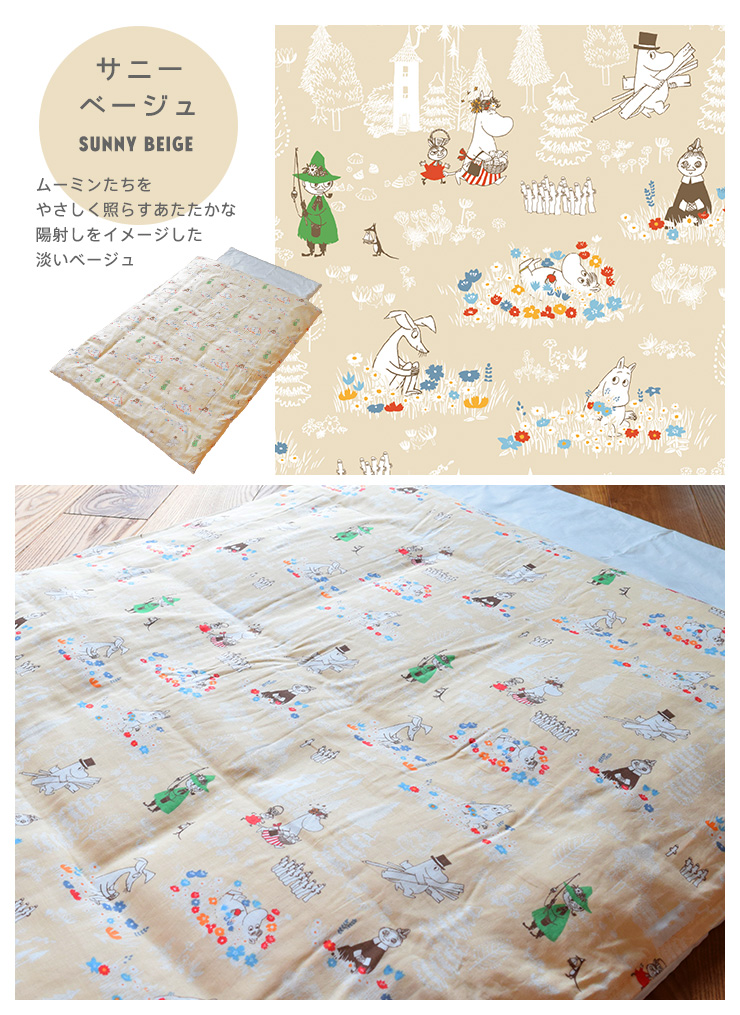 サニー
ベージュ
SUNNY BEIGE
ムーミンたちを
やさしく照らすあたたかな
陽射しをイメージした
淡いベージュ